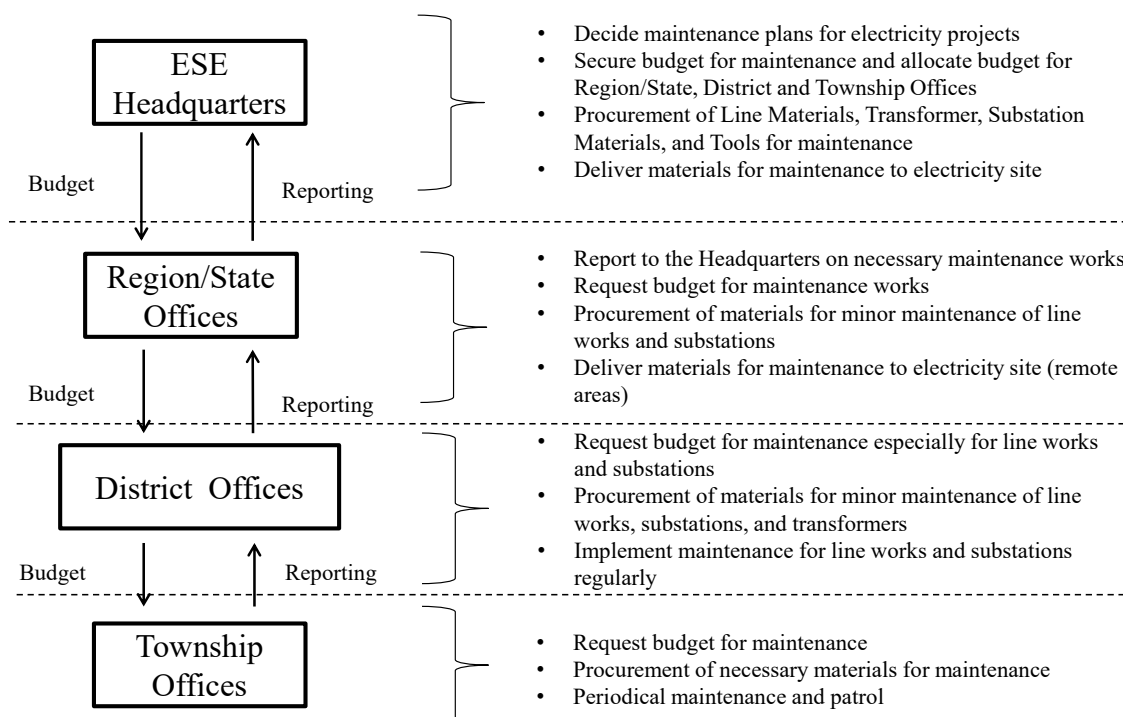 ESE
Headquarters
• Decide maintenance plans for electricity projects
• Secure budget for maintenance and allocate budget for
Region/State, District and Township Offices
• Procurement of Line Materials, Transformer, Substation
Materials, and Tools for maintenance
• Deliver materials for maintenance to electricity site
Budget
Reporting
Region/State
Offices
• Report to the Headquarters on necessary maintenance works
• Request budget for maintenance works
• Procurement of materials for minor maintenance of line
works and substations
• Deliver materials for maintenance to electricity site (remote
areas)
Budget
Reporting
District Offices
• Request budget for maintenance especially for line works
and substations
• Procurement of materials for minor maintenance of line
works, substations, and transformers
• Implement maintenance for line works and substations
regularly
Budget
Reporting
Township
Offices
• Request budget for maintenance
• Procurement of necessary materials for maintenance
• Periodical maintenance and patrol